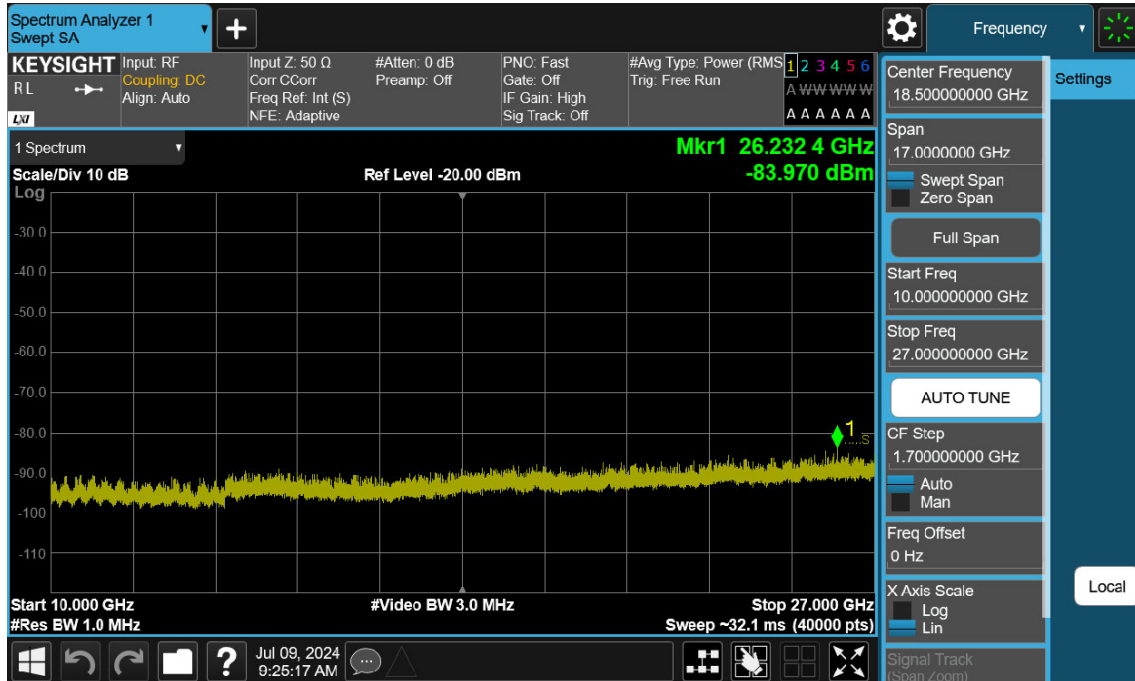 Spectrum Analyzer 1
Swept SA
+
Frequency
KEYSIGHT
RL
LXI
Input: RF
Coupling: DC
Align: Auto
Input Z: 50 Ω
Corr CCorr
Freq Ref: Int (S)
NFE: Adaptive
#Atten: 0 dB
Preamp: Off
PNO: Fast
Gate: Off
IF Gain: High
Sig Track: Off
#Avg Type: Power (RMS
Trig: Free Run
1 2 3 4 5 6
A W W W W W
A A A A A A
1 Spectrum
Scale/Div 10 dB
Log
Ref Level -20.00 dBm
Mkr1 26.232 4 GHz
-83.970 dBm
-30.0
-40.0
-50.0
-60.0
-70.0
-80.0
-90.0
-100
-110
1
S
Start 10.000 GHz
#Res BW 1.0 MHz
#Video BW 3.0 MHz
Stop 27.000 GHz
Sweep ~32.1 ms (40000 pts)
?
Jul 09, 2024
9:25:17 AM
Center Frequency
18.500000000 GHz
Span
17.0000000 GHz
Swept Span
Zero Span
Full Span
Start Freq
10.000000000 GHz
Stop Freq
27.000000000 GHz
AUTO TUNE
CF Step
1.700000000 GHz
Auto
Man
Freq Offset
0 Hz
X Axis Scale
Log
Lin
Signal Track
(Span Zoom)
Settings
Local